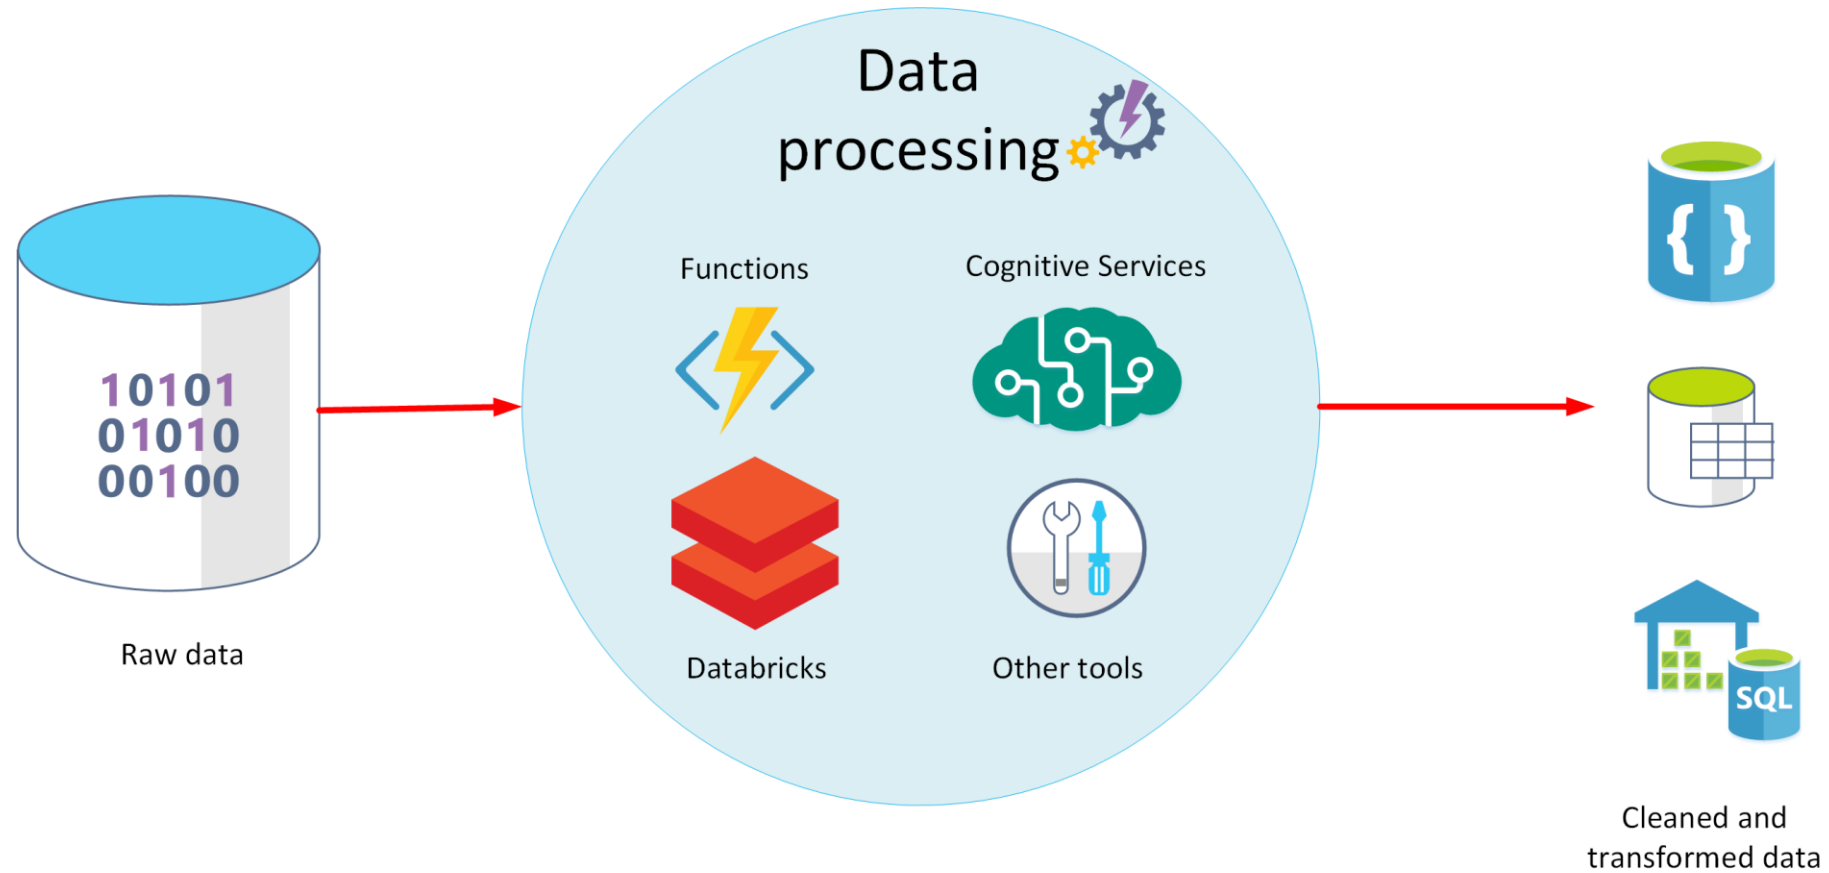 Data
processing
Functions
Cognitive Services
10101
01010
00100
{ }
Raw data
Databricks
Other tools
SQL
Cleaned and
transformed data